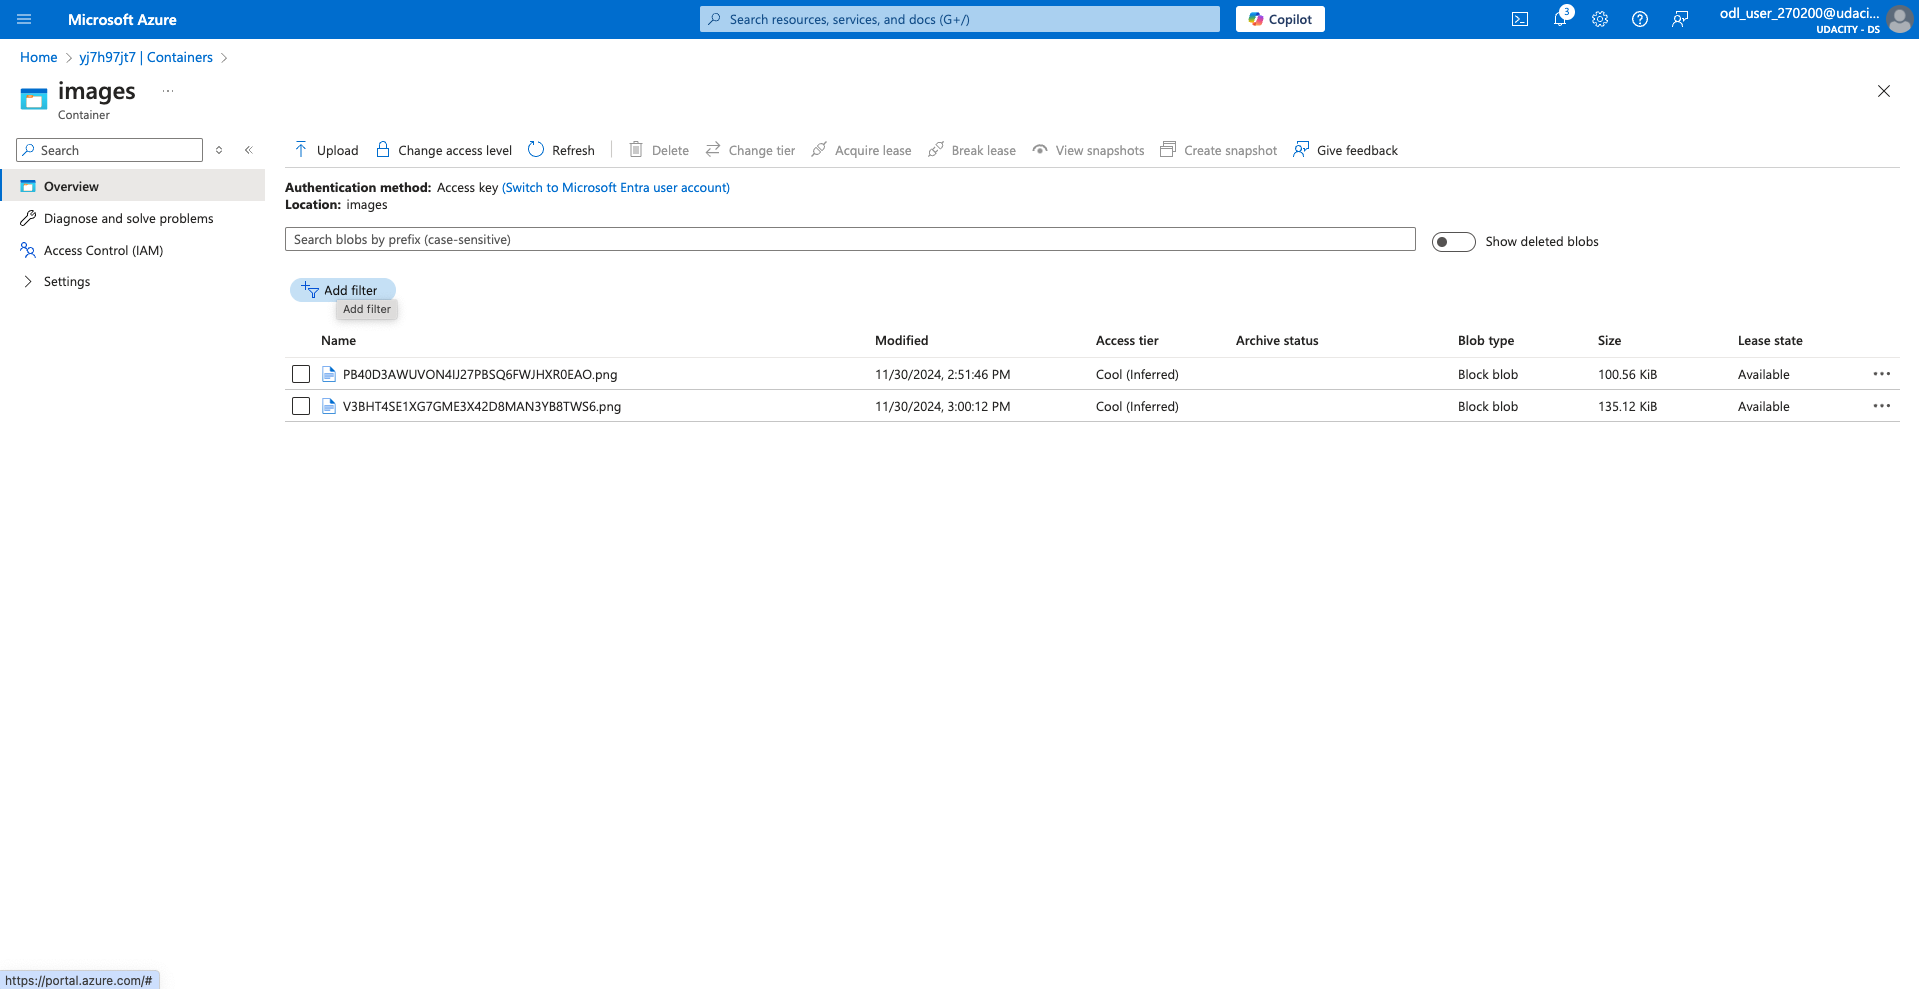 Microsoft Azure
Search resources, services, and docs (G+/)
Copilot
3
odl_user_270200@udaci...
UDACITY - DS
Home > yj7h97jt7 | Containers >
images ...
Container
Search
Upload Change access level Refresh Delete Change tier Acquire lease Break lease View snapshots Create snapshot Give feedback
Overview
Diagnose and solve problems
Access Control (IAM)
Settings
Authentication method: Access key (Switch to Microsoft Entra user account)
Location: images
Search blobs by prefix (case-sensitive)
Show deleted blobs
Add filter
Add filter
Name Modified Access tier Archive status Blob type Size Lease state
PB40D3AWUVON4IJ27PBSQ6FWJHXR0EAO.png 11/30/2024, 2:51:46 PM Cool (Inferred) Block blob 100.56 KiB Available ...
V3BHT4SE1XG7GME3X42D8MAN3YB8TWS6.png 11/30/2024, 3:00:12 PM Cool (Inferred) Block blob 135.12 KiB Available ...
https://portal.azure.com/#